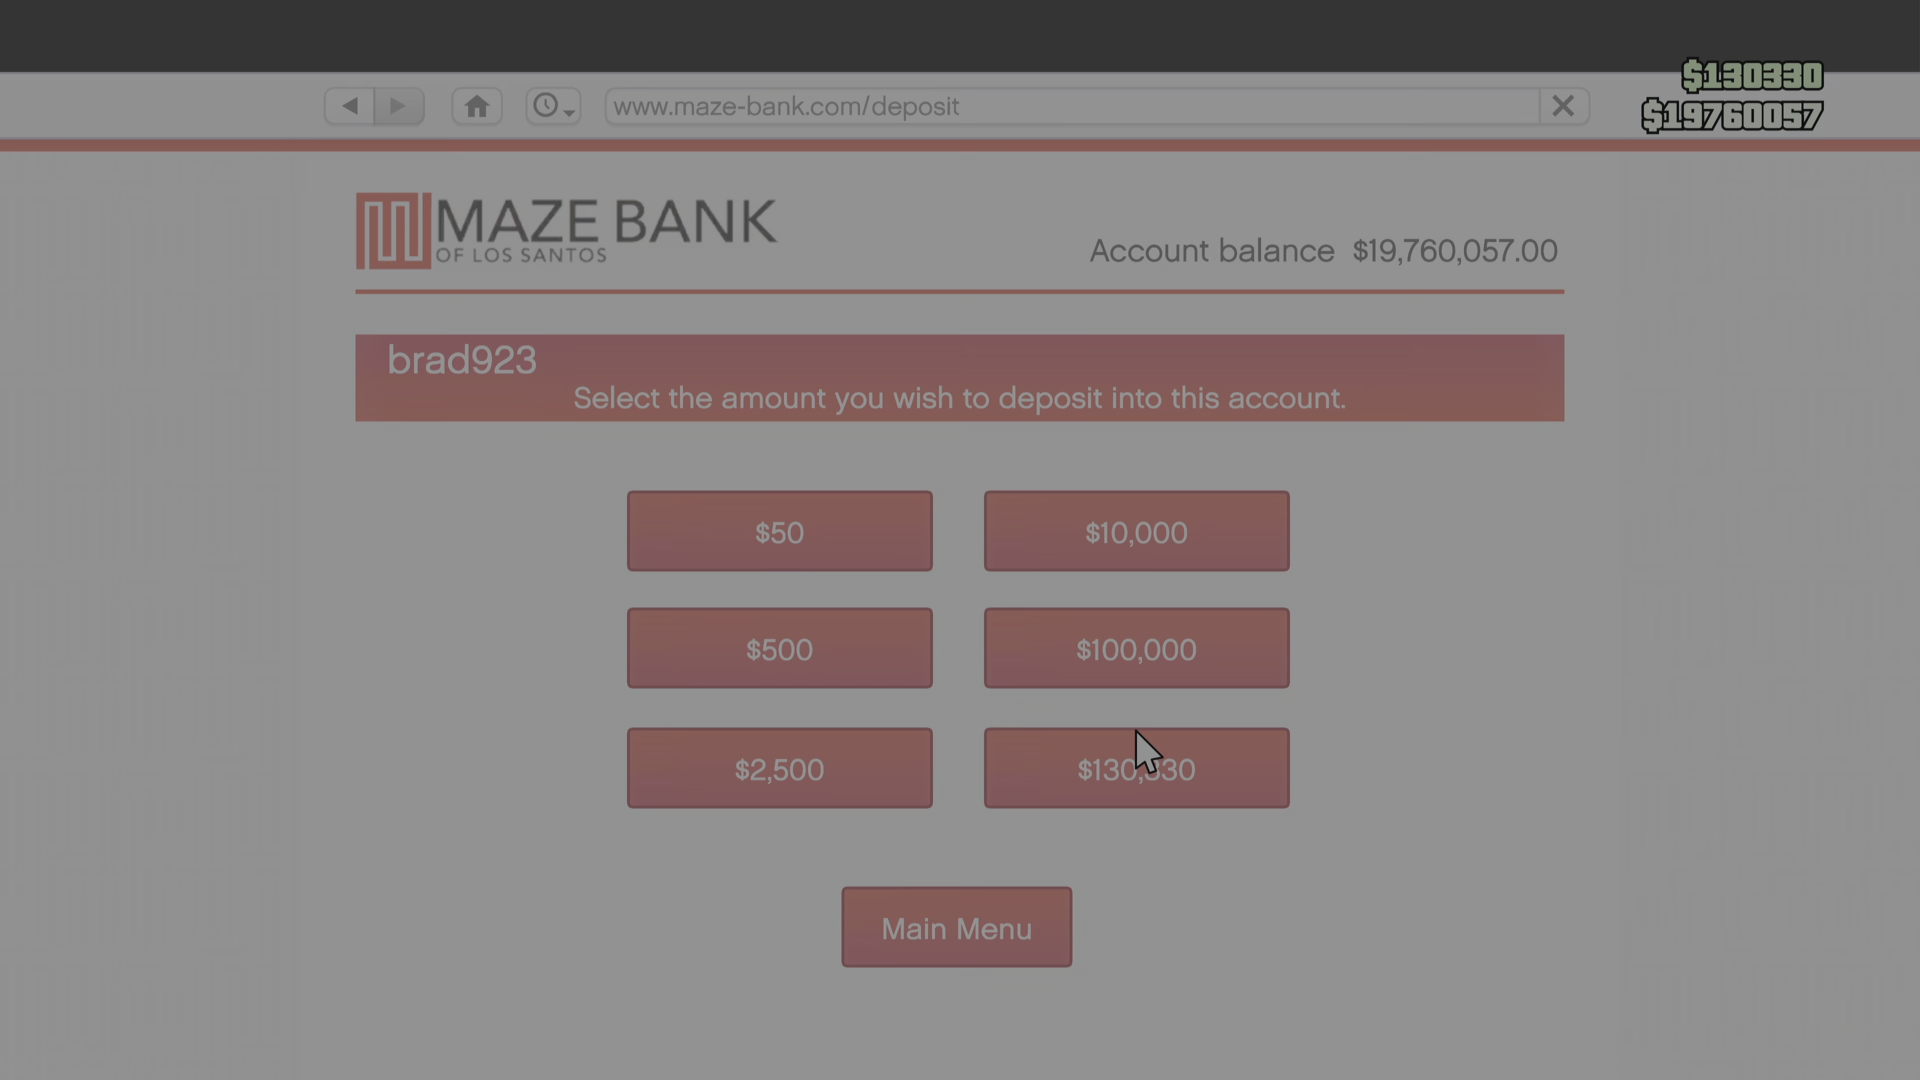 $130330
www.maze-bank.com/deposit
$19760057
MAZE BANK
OF LOS SANTOS
Account balance $19,760,057.00
brad923
Select the amount you wish to deposit into this account.
$50
$10,000
$500
$100,000
$2,500
$130,330
Main Menu